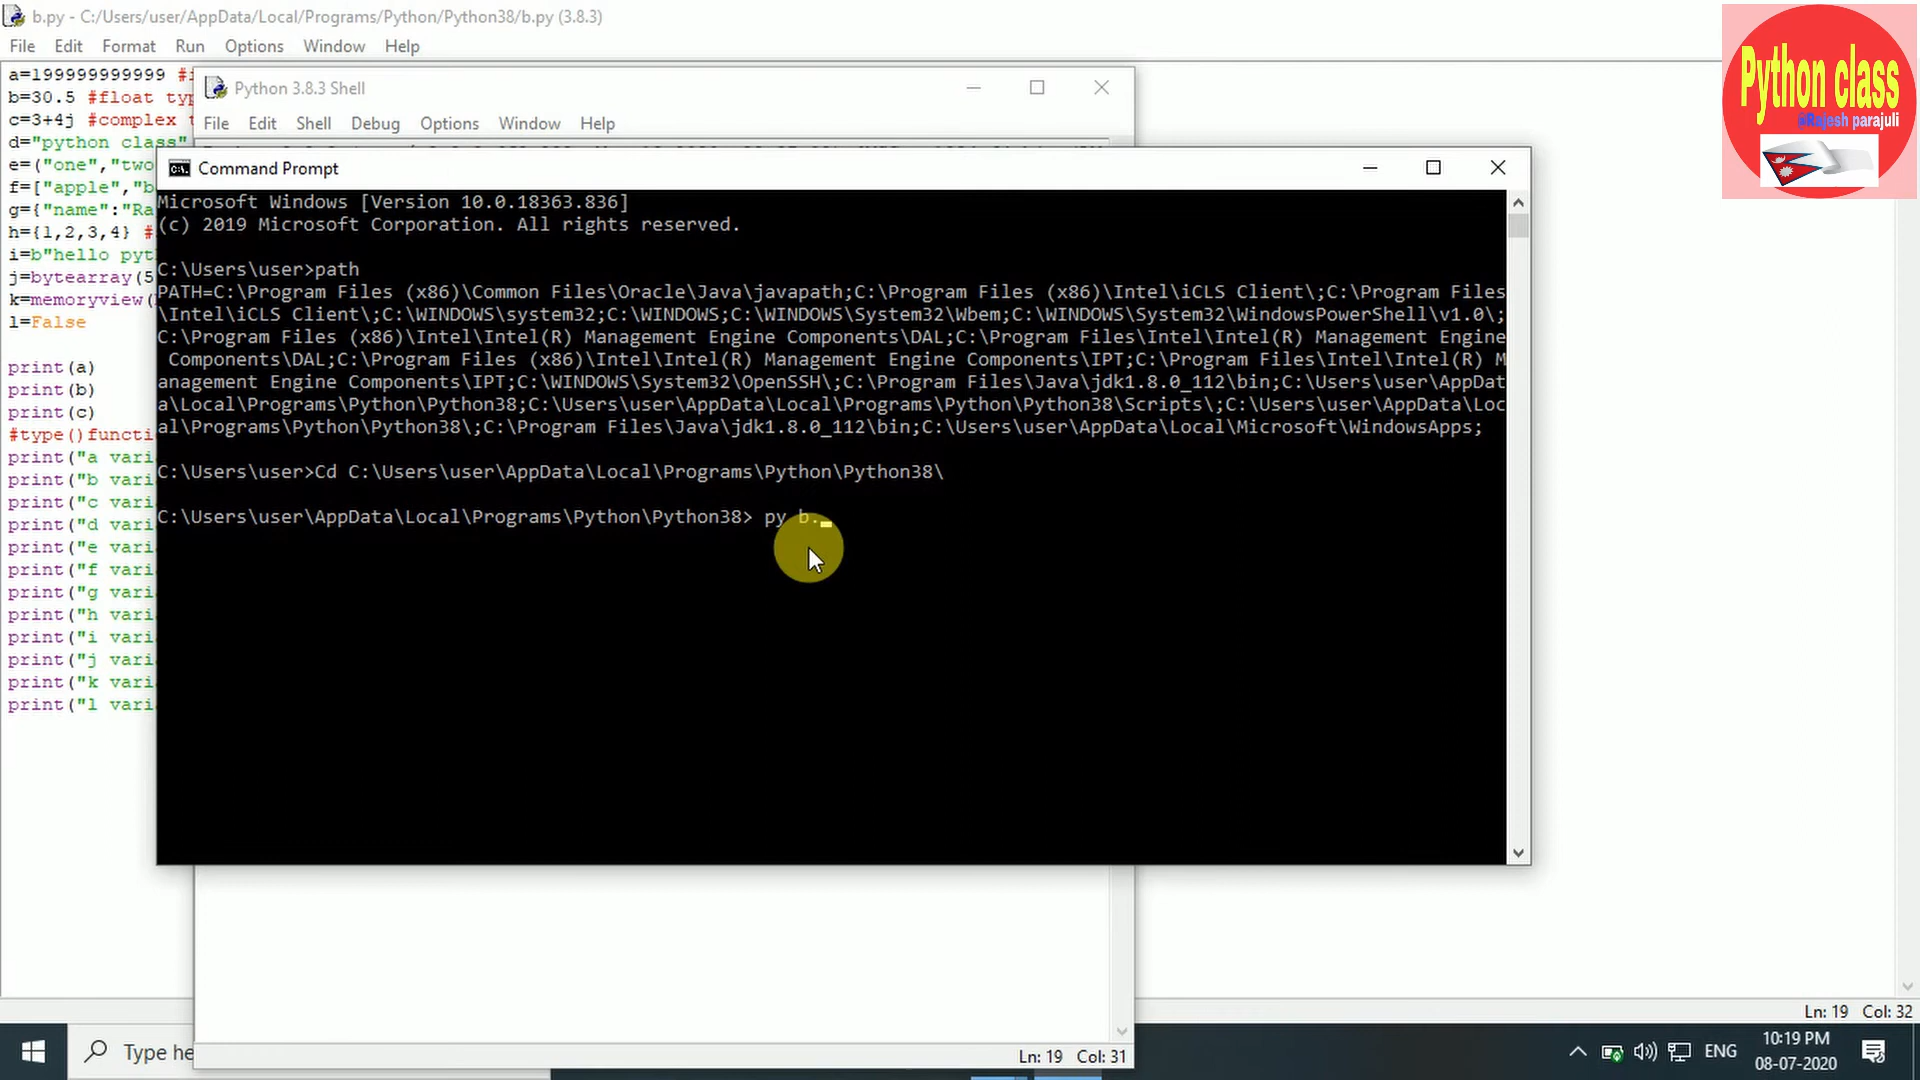 b.py - C:/Users/user/AppData/Local/Programs/Python/Python38/b.py (3.8.3)
File Edit Format Run Options Window Help
a=199999999999 #i
b=30.5 #float typ
c=3+4j #complex t
d="python class"
e=("one","two
f=["apple","b
g={"name":"Ra
h={1,2,3,4} #
i=b"hello pyt
j=bytearray(5
k=memoryview(
l=False
print(a)
print(b)
print(c)
#type()functi
print("a vari
print("b vari
print("c vari
print("d vari
print("e vari
print("f vari
print("g vari
print("h vari
print("i vari
print("j vari
print("k vari
print("l vari
Python 3.8.3 Shell
File Edit Shell Debug Options Window Help
Command Prompt
Microsoft Windows [Version 10.0.18363.836]
(c) 2019 Microsoft Corporation. All rights reserved.
C:\Users\user>path
PATH=C:\Program Files (x86)\Common Files\Oracle\Java\javapath;C:\Program Files (x86)\Intel\iCLS Client\;C:\Program Files
\Intel\iCLS Client\;C:\WINDOWS\system32;C:\WINDOWS;C:\WINDOWS\System32\Wbem;C:\WINDOWS\System32\WindowsPowerShell\v1.0\;
C:\Program Files (x86)\Intel\Intel(R) Management Engine Components\DAL;C:\Program Files\Intel\Intel(R) Management Engine
Components\DAL;C:\Program Files (x86)\Intel\Intel(R) Management Engine Components\IPT;C:\Program Files\Intel\Intel(R) M
anagement Engine Components\IPT;C:\WINDOWS\System32\OpenSSH\;C:\Program Files\Java\jdk1.8.0_112\bin;C:\Users\user\AppDat
a\Local\Programs\Python\Python38;C:\Users\user\AppData\Local\Programs\Python\Python38\Scripts\;C:\Users\user\AppData\Loc
al\Programs\Python\Python38\;C:\Program Files\Java\jdk1.8.0_112\bin;C:\Users\user\AppData\Local\Microsoft\WindowsApps;
C:\Users\user>Cd C:\Users\user\AppData\Local\Programs\Python\Python38\
C:\Users\user\AppData\Local\Programs\Python\Python38> py b.
Python class
@Rajesh parajuli
Ln: 19 Col: 31
Ln: 19 Col: 32
Type he
ENG
10:19 PM
08-07-2020